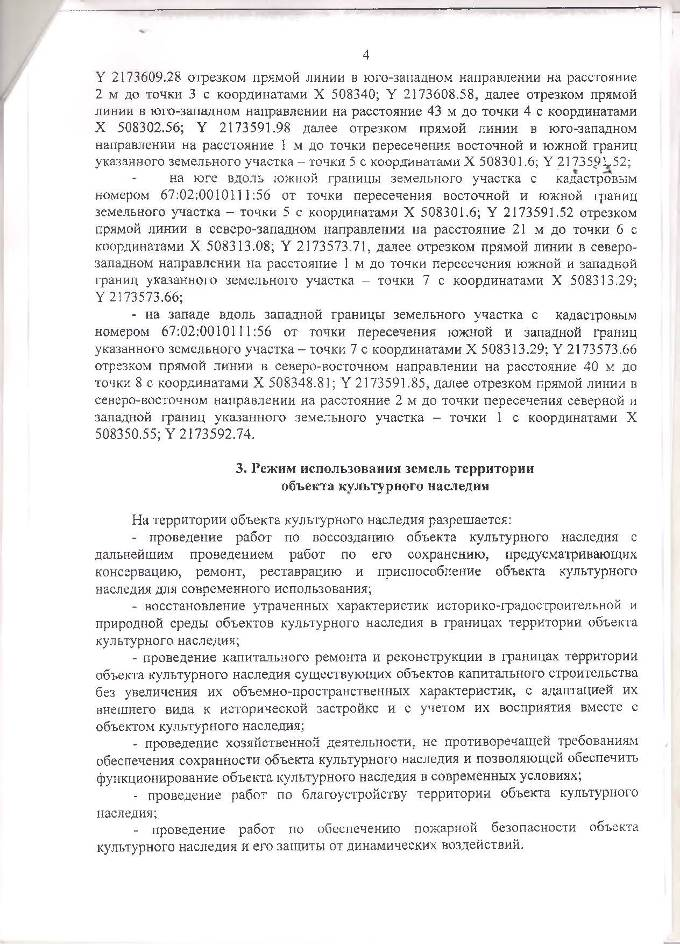 4
Y 2173609.28 отрезком прямой линии в юго-западном направлении на расстояние
2 м до точки 3 с координатами X 508340; Y 2173608.58, далее отрезком прямой
линии в юго-западном направлении на расстояние 43 м до точки 4 с координатами
X 508302.56; Y 2173591.98 далее отрезком прямой линии в юго-западном
направлении на расстояние 1 м до точки пересечения восточной и южной границ
указанного земельного участка – точки 5 с координатами X 508301.6; Y 2173591.52;
- на юге вдоль южной границы земельного участка с кадастровым
номером 67:02:0010111:56 от точки пересечения восточной и южной границ
земельного участка – точки 5 с координатами X 508301.6; Y 2173591.52 отрезком
прямой линии в северо-западном направлении на расстояние 21 м до точки 6 с
координатами X 508313.08; Y 2173573.71, далее отрезком прямой линии в северо-
западном направлении на расстояние 1 м до точки пересечения южной и западной
границ указанного земельного участка – точки 7 с координатами X 508313.29;
Y 2173573.66;
- на западе вдоль западной границы земельного участка с кадастровым
номером 67:02:0010111:56 от точки пересечения южной и западной границ
указанного земельного участка – точки 7 с координатами X 508313.29; Y 2173573.66
отрезком прямой линии в северо-восточном направлении на расстояние 40 м до
точки 8 с координатами X 508348.81; Y 2173591.85, далее отрезком прямой линии в
северо-восточном направлении на расстояние 2 м до точки пересечения северной и
западной границ указанного земельного участка – точки 1 с координатами X
508350.55; Y 2173592.74.
3. Режим использования земель территории
объекта культурного наследия
На территории объекта культурного наследия разрешается:
- проведение работ по воссозданию объекта культурного наследия с
дальнейшим проведением работ по его сохранению, предусматривающих
консервацию, ремонт, реставрацию и приспособление объекта культурного
наследия для современного использования;
- восстановление утраченных характеристик историко-градостроительной и
природной среды объектов культурного наследия в границах территории объекта
культурного наследия;
- проведение капитального ремонта и реконструкции в границах территории
объекта культурного наследия существующих объектов капитального строительства
без увеличения их объемно-пространственных характеристик, с адаптацией их
внешнего вида к исторической застройке и с учетом их восприятия вместе с
объектом культурного наследия;
- проведение хозяйственной деятельности, не противоречащей требованиям
обеспечения сохранности объекта культурного наследия и позволяющей обеспечить
функционирование объекта культурного наследия в современных условиях;
- проведение работ по благоустройству территории объекта культурного
наследия;
- проведение работ по обеспечению пожарной безопасности объекта
культурного наследия и его защиты от динамических воздействий.